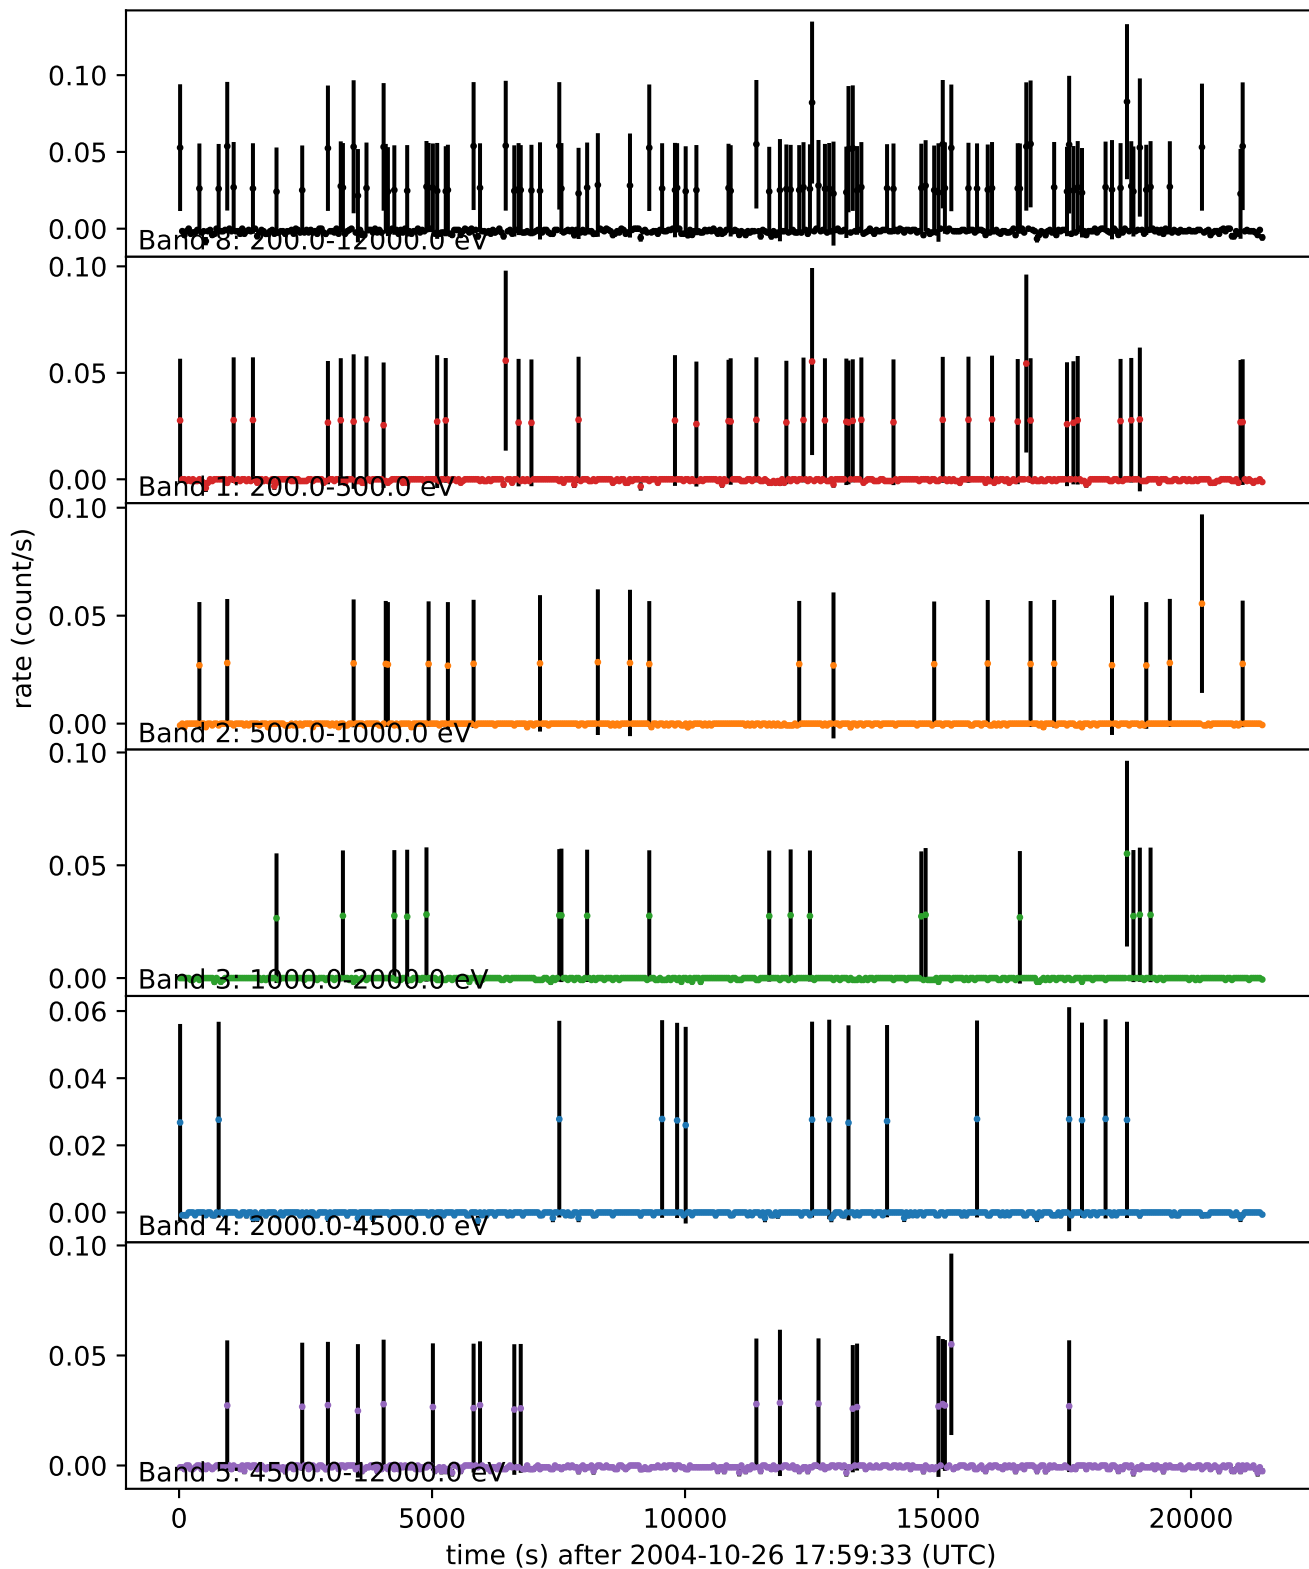 0.10
0.05
0.00
Band 8: 200.0-12000.0 eV
0.10
0.05
0.00
Band 1: 200.0-500.0 eV
0.10
0.05
0.00
Band 2: 500.0-1000.0 eV
rate (count/s)
0.10
0.05
0.00
Band 3: 1000.0-2000.0 eV
0.06
0.04
0.02
0.00
Band 4: 2000.0-4500.0 eV
0.10
0.05
0.00
Band 5: 4500.0-12000.0 eV
0 5000 10000 15000 20000
time (s) after 2004-10-26 17:59:33 (UTC)